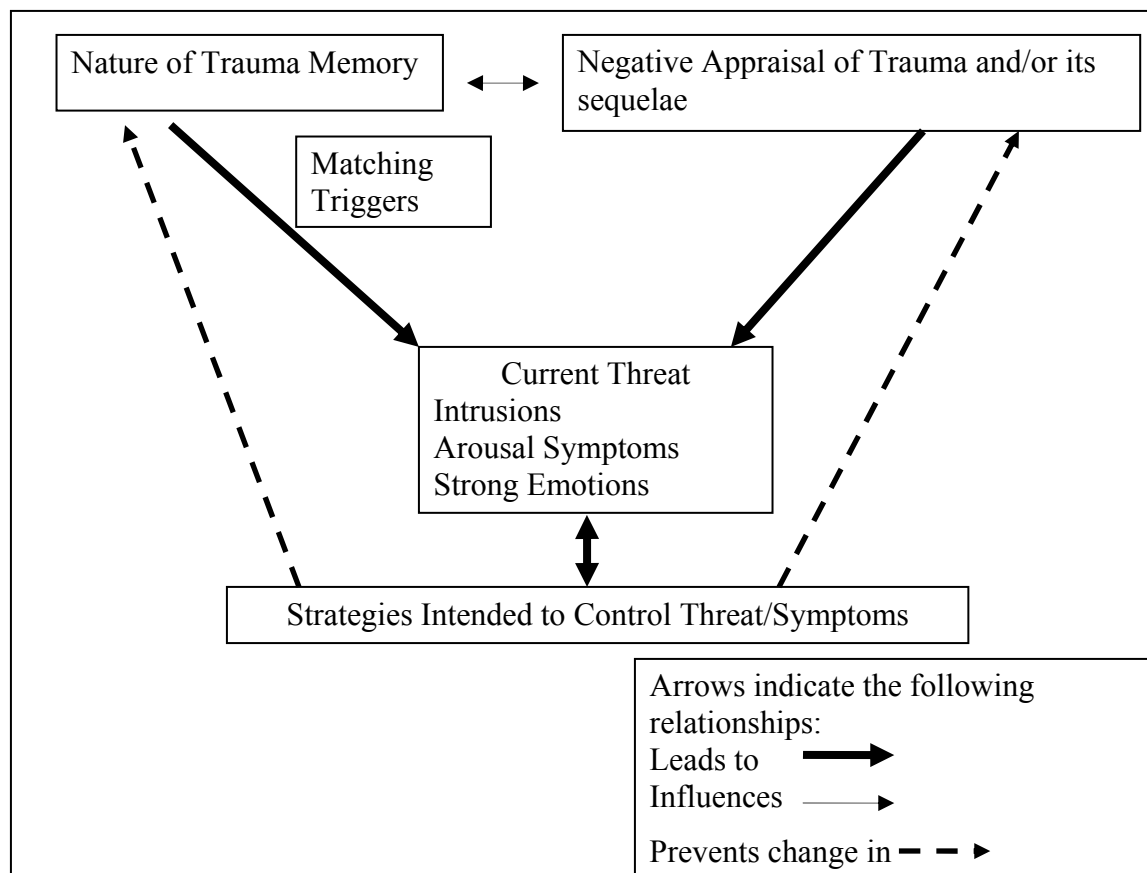 Nature of Trauma Memory
Negative Appraisal of Trauma and/or its
sequelae
Matching
Triggers
Current Threat
Intrusions
Arousal Symptoms
Strong Emotions
Strategies Intended to Control Threat/Symptoms
Arrows indicate the following
relationships:
Leads to
Influences
Prevents change in